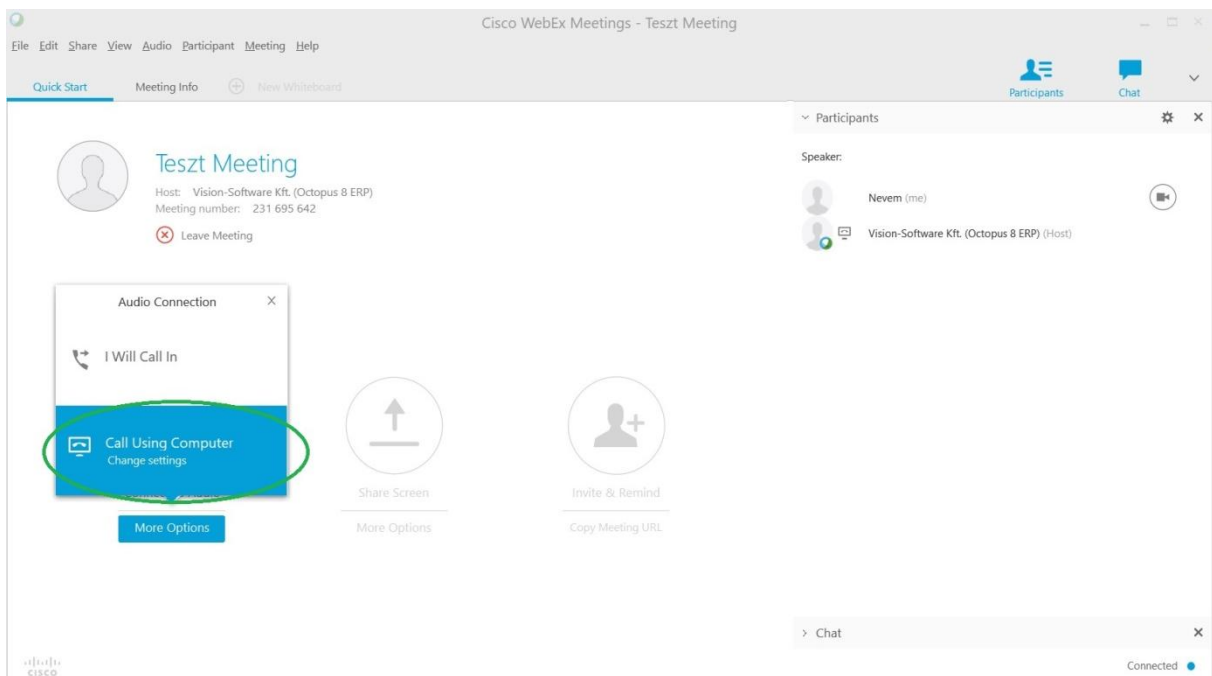 Cisco WebEx Meetings - Teszt Meeting
File Edit Share View Audio Participant Meeting Help
Quick Start Meeting Info New Whiteboard
Participants Chat
Participants
Teszt Meeting
Host: Vision-Software Kft. (Octopus 8 ERP)
Meeting number: 231 695 642
Leave Meeting
Speaker:
Nevem (me)
Vision-Software Kft. (Octopus 8 ERP) (Host)
Audio Connection
I Will Call In
Call Using Computer
Change settings
Share Screen Invite & Remind
More Options More Options Copy Meeting URL
Chat
Connected
cisco